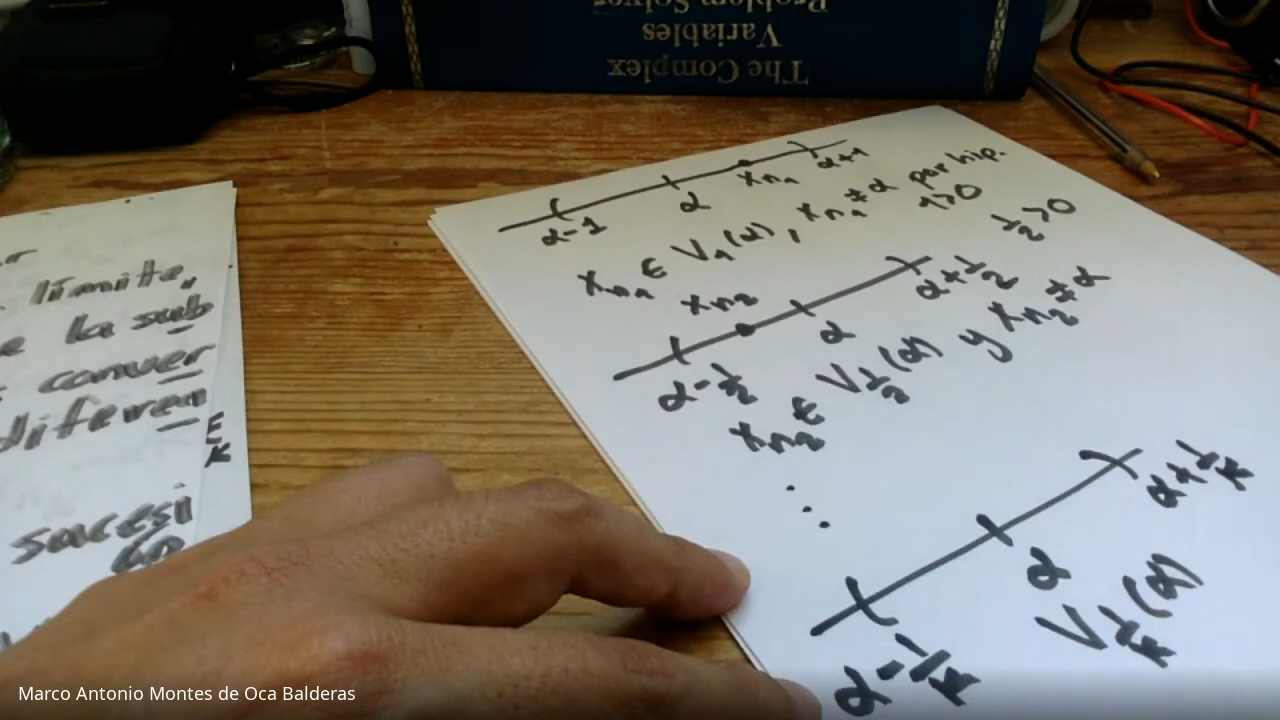 The Complex
Variables
Problem Solver
límite,
la sub
conver
diferen
sucesi
α-1 α xn₁ α+1
xn₁ ∈ V₁(α), xn₁ ≠ α por hip.
1>0
xn₂
α-1/2 α α+1/2 1/2>0
xn₂ ∈ V1/2(α) y xn₂ ≠ α
α-1/k α α+1/k
V1/k(α)
Marco Antonio Montes de Oca Balderas